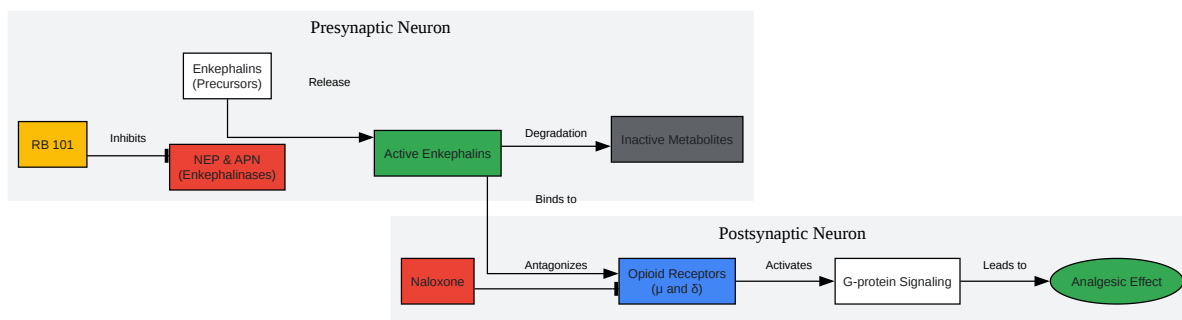 Presynaptic Neuron
Enkephalins
(Precursors)
Release
RB 101
Inhibits
NEP & APN
(Enkephalinases)
Active Enkephalins
Degradation
Inactive Metabolites
Binds to
Postsynaptic Neuron
Naloxone
Antagonizes
Opioid Receptors
(μ and δ)
Activates
G-protein Signaling
Leads to
Analgesic Effect